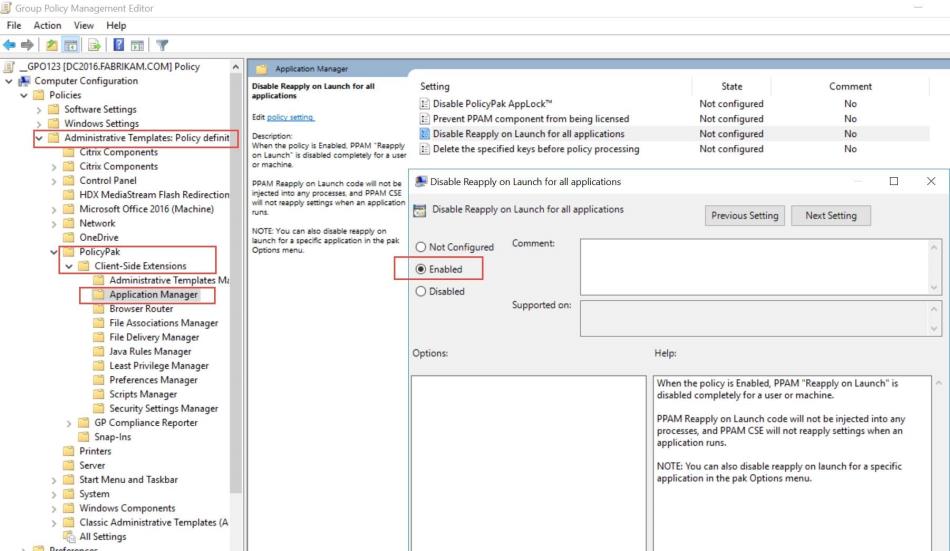 Group Policy Management Editor
File Action View Help
__GPO123 [DC2016.FABRIKAM.COM] Policy
Computer Configuration
Policies
Software Settings
Windows Settings
Administrative Templates: Policy definit
Citrix Components
Citrix Components
Control Panel
HDX MediaStream Flash Redirection
Microsoft Office 2016 (Machine)
Network
OneDrive
PolicyPak
Client-Side Extensions
Administrative Templates Ma
Application Manager
Browser Router
File Associations Manager
File Delivery Manager
Java Rules Manager
Least Privilege Manager
Preferences Manager
Scripts Manager
Security Settings Manager
GP Compliance Reporter
Snap-Ins
Printers
Server
Start Menu and Taskbar
System
Windows Components
Classic Administrative Templates (A
All Settings
Preferences
Application Manager
Disable Reapply on Launch for all
applications
Edit policy setting
Description:
When the policy is Enabled, PPAM "Reapply
on Launch" is disabled completely for a user
or machine.
PPAM Reapply on Launch code will not be
injected into any processes, and PPAM CSE
will not reapply settings when an application
runs.
NOTE: You can also disable reapply on
launch for a specific application in the pak
Options menu.
Setting State Comment
Disable PolicyPak AppLock™ Not configured No
Prevent PPAM component from being licensed Not configured No
Disable Reapply on Launch for all applications Not configured No
Delete the specified keys before policy processing Not configured No
Disable Reapply on Launch for all applications
Disable Reapply on Launch for all applications
Previous Setting Next Setting
Not Configured Comment:
Enabled
Disabled
Supported on:
Options: Help:
When the policy is Enabled, PPAM "Reapply on Launch" is
disabled completely for a user or machine.
PPAM Reapply on Launch code will not be injected into any
processes, and PPAM CSE will not reapply settings when an
application runs.
NOTE: You can also disable reapply on launch for a specific
application in the pak Options menu.